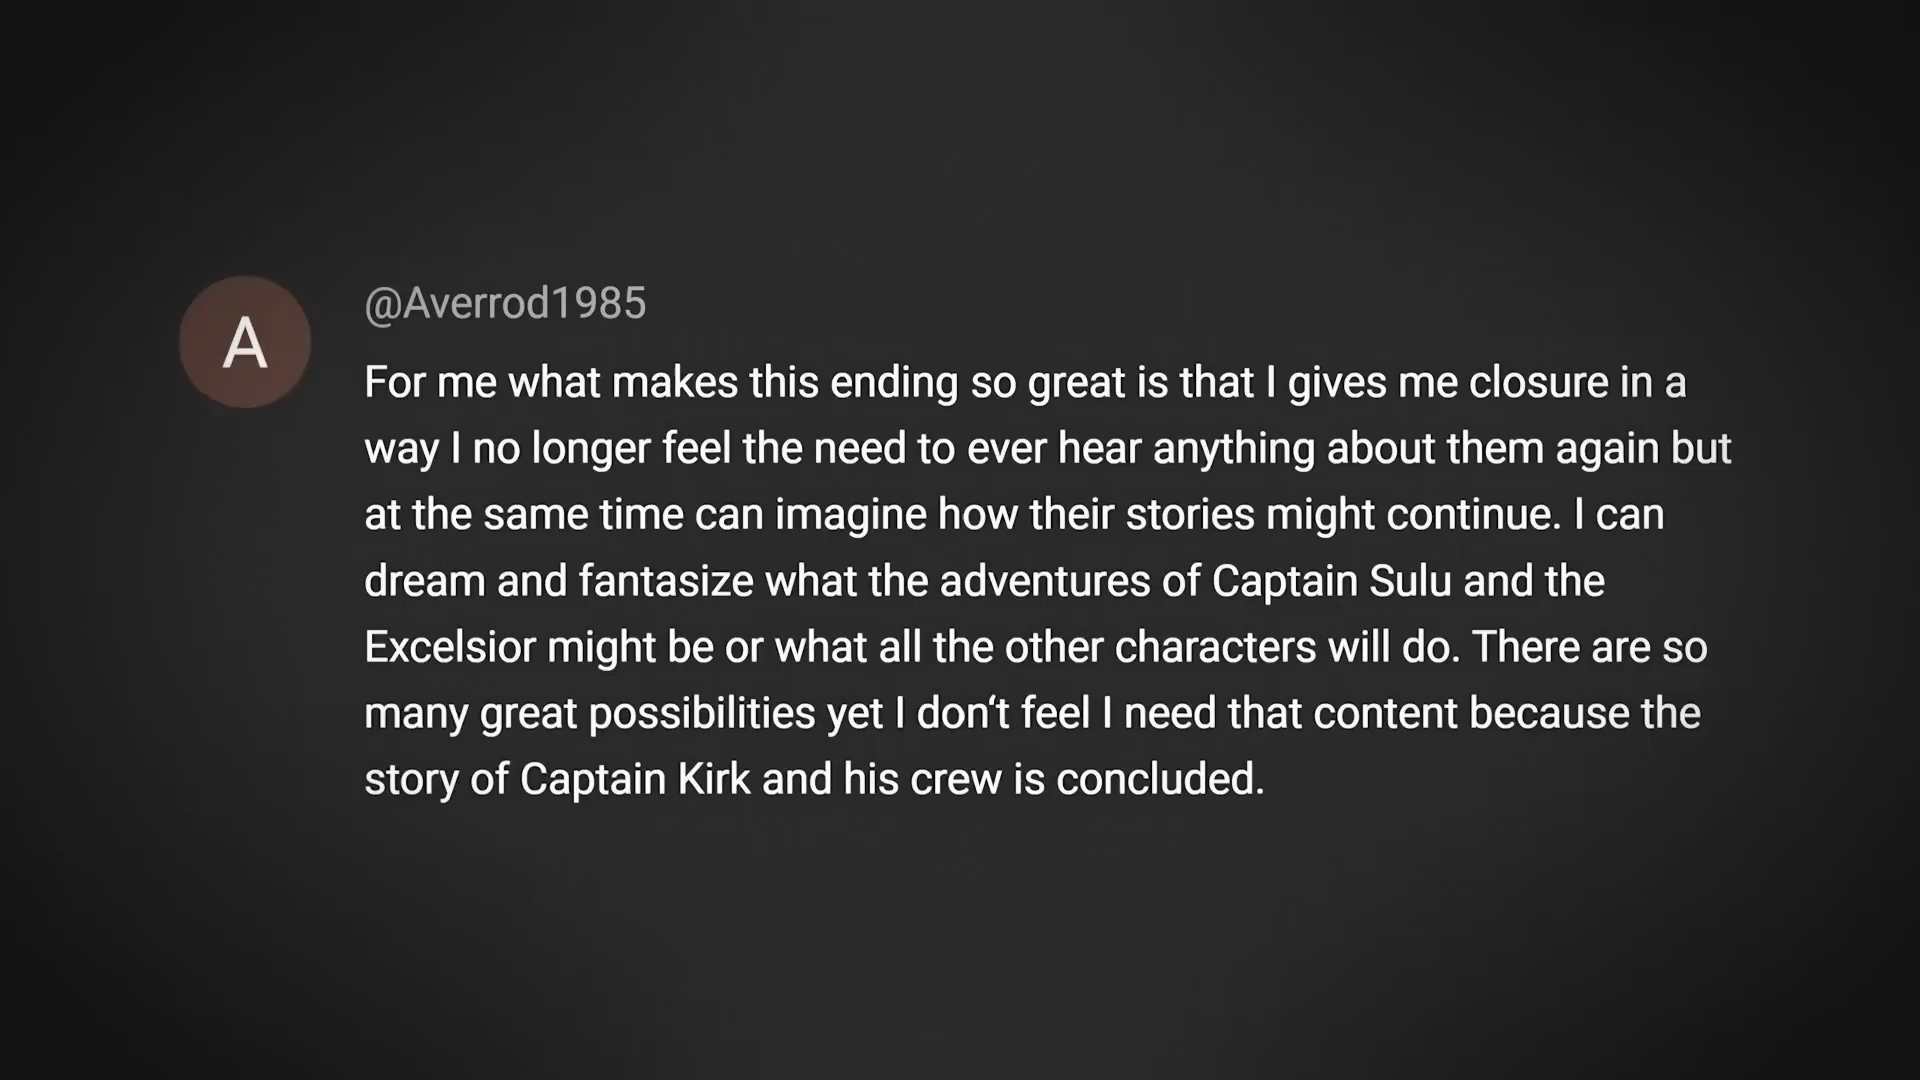 A
@Averrod1985
For me what makes this ending so great is that I gives me closure in a
way I no longer feel the need to ever hear anything about them again but
at the same time can imagine how their stories might continue. I can
dream and fantasize what the adventures of Captain Sulu and the
Excelsior might be or what all the other characters will do. There are so
many great possibilities yet I don‘t feel I need that content because the
story of Captain Kirk and his crew is concluded.